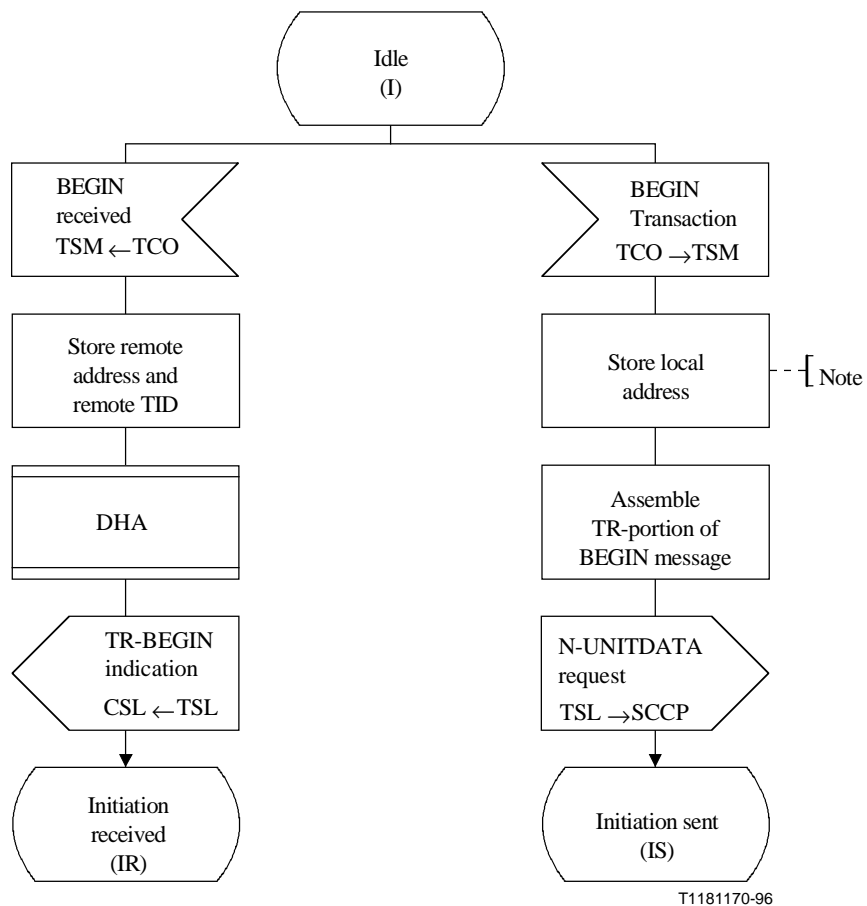 Idle
(I)
BEGIN
received
TSM ←TCO
Store remote
address and
remote TID
DHA
TR-BEGIN
indication
CSL ←TSL
Initiation
received
(IR)
BEGIN
Transaction
TCO →TSM
Store local
address
Note
Assemble
TR-portion of
BEGIN message
N-UNITDATA
request
TSL →SCCP
Initiation sent
(IS)
T1181170-96